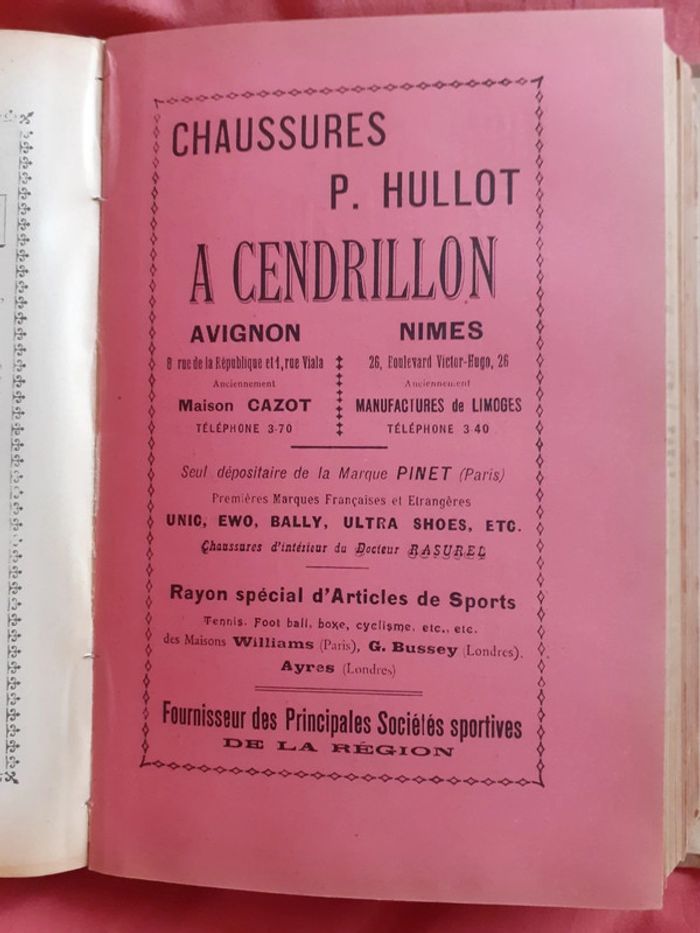 CHAUSSURES
P. HULLOT
A CENDRILLON
AVIGNON
8 rue de la République et 1, rue Viala
Anciennement
Maison CAZOT
TÉLÉPHONE 3-70
NIMES
26, Boulevard Victor-Hugo, 26
Anciennement
MANUFACTURES de LIMOGES
TÉLÉPHONE 3 40
Seul dépositaire de la Marque PINET (Paris)
Premières Marques Françaises et Etrangères
UNIC, EWO, BALLY, ULTRA SHOES, ETC.
Chaussures d'intérieur du Docteur RASUREL
Rayon spécial d'Articles de Sports
Tennis. Foot ball, boxe, cyclisme, etc., etc.
des Maisons Williams (Paris), G. Bussey (Londres),
Ayres (Londres)
Fournisseur des Principales Sociétés sportives
DE LA RÉGION